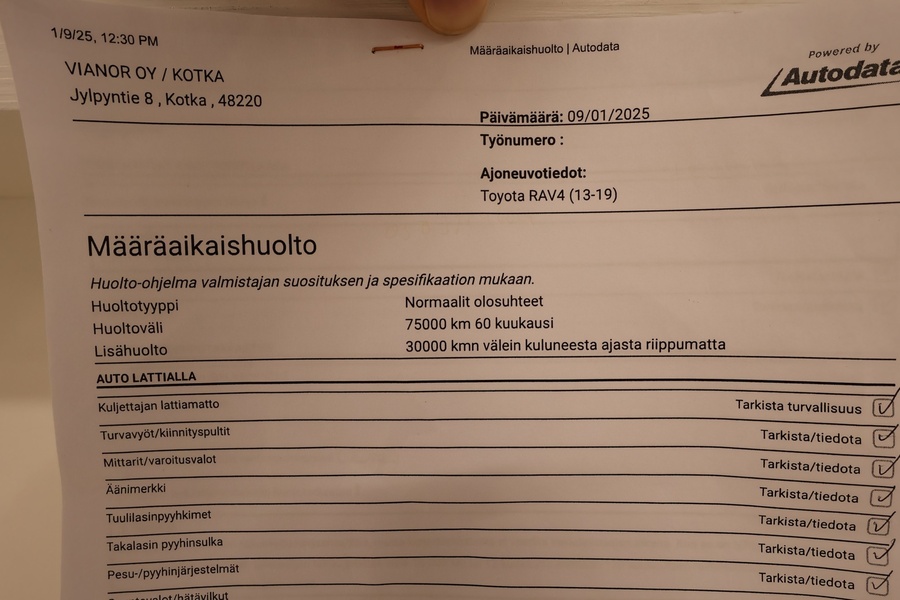 1/9/25, 12:30 PM
Määräaikaishuolto | Autodata
VIANOR OY / KOTKA
Jylpyntie 8 , Kotka , 48220
Powered by
Autodata
Päivämäärä: 09/01/2025
Työnumero :
Ajoneuvotiedot:
Toyota RAV4 (13-19)
Määräaikaishuolto
Huolto-ohjelma valmistajan suosituksen ja spesifikaation mukaan.
Huoltotyyppi Normaalit olosuhteet
Huoltoväli 75000 km 60 kuukausi
Lisähuolto 30000 kmn välein kuluneesta ajasta riippumatta
AUTO LATTIALLA
Kuljettajan lattiamatto Tarkista turvallisuus
Turvavyöt/kiinnityspultit Tarkista/tiedota
Mittarit/varoitusvalot Tarkista/tiedota
Äänimerkki Tarkista/tiedota
Tuulilasinpyyhkimet Tarkista/tiedota
Takalasin pyyhinsulka Tarkista/tiedota
Pesu-/pyyhinjärjestelmät Tarkista/tiedota